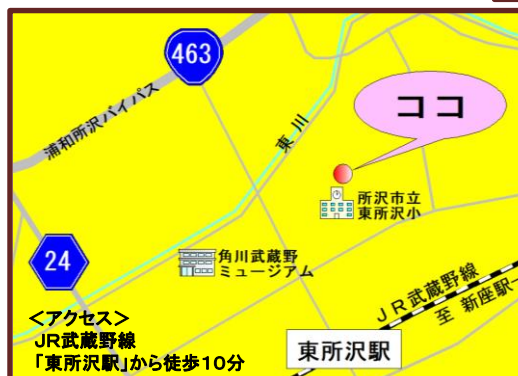 463
浦和所沢バイパス
東川
ココ
所沢市立
東所沢小
24
角川武蔵野
ミュージアム
JR武蔵野線
至 新座駅→
<アクセス>
JR武蔵野線
「東所沢駅」から徒歩10分
東所沢駅